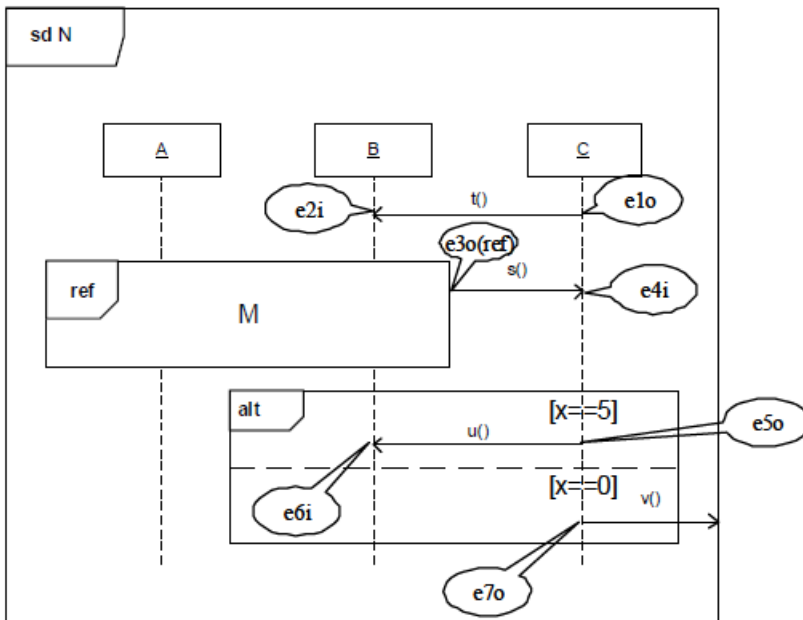 sd N
A
B
C
t()
e2i
e1o
e3o(ref)
s()
ref
M
e4i
alt
[x==5]
u()
e5o
[x==0]
v()
e6i
e7o